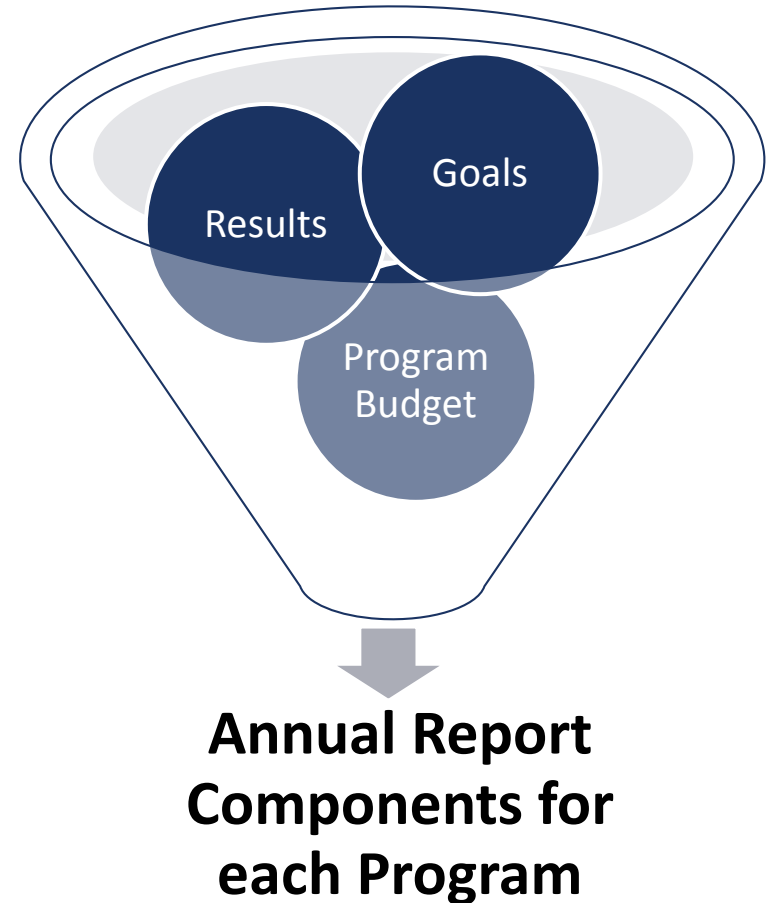 Goals
Results
Program
Budget
Annual Report
Components for
each Program